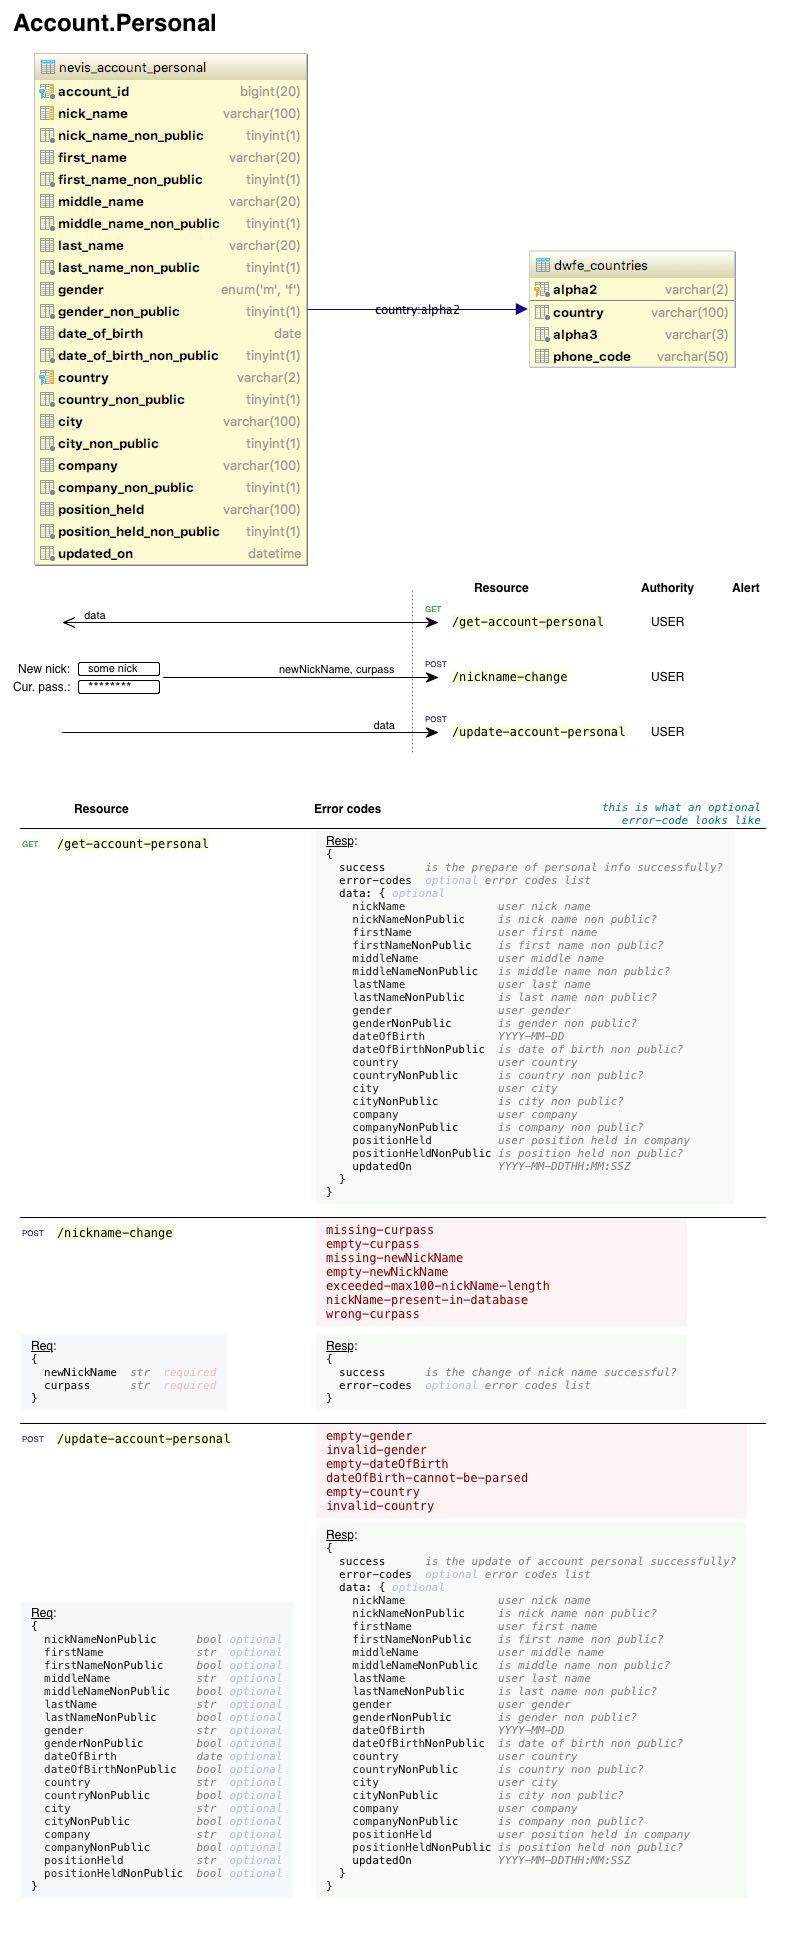 Account.Personal
nevis_account_personal
account_id bigint(20)
nick_name varchar(100)
nick_name_non_public tinyint(1)
first_name varchar(20)
first_name_non_public tinyint(1)
middle_name varchar(20)
middle_name_non_public tinyint(1)
last_name varchar(20)
last_name_non_public tinyint(1)
gender enum('m', 'f')
gender_non_public tinyint(1)
date_of_birth date
date_of_birth_non_public tinyint(1)
country varchar(2)
country_non_public tinyint(1)
city varchar(100)
city_non_public tinyint(1)
company varchar(100)
company_non_public tinyint(1)
position_held varchar(100)
position_held_non_public tinyint(1)
updated_on datetime
country:alpha2
dwfe_countries
alpha2 varchar(2)
country varchar(100)
alpha3 varchar(3)
phone_code varchar(50)
Resource Authority Alert
data GET /get-account-personal USER
New nick: some nick
Cur. pass.: ********
newNickName, curpass POST /nickname-change USER
data POST /update-account-personal USER
Resource Error codes this is what an optional
error-code looks like
GET /get-account-personal
Resp:
{
success is the prepare of personal info successfully?
error-codes optional error codes list
data: { optional
nickName user nick name
nickNameNonPublic is nick name non public?
firstName user first name
firstNameNonPublic is first name non public?
middleName user middle name
middleNameNonPublic is middle name non public?
lastName user last name
lastNameNonPublic is last name non public?
gender user gender
genderNonPublic is gender non public?
dateOfBirth YYYY-MM-DD
dateOfBirthNonPublic is date of birth non public?
country user country
countryNonPublic is country non public?
city user city
cityNonPublic is city non public?
company user company
companyNonPublic is company non public?
positionHeld user position held in company
positionHeldNonPublic is position held non public?
updatedOn YYYY-MM-DDTHH:MM:SSZ
}
}
POST /nickname-change
missing-curpass
empty-curpass
missing-newNickName
empty-newNickName
exceeded-max100-nickName-length
nickName-present-in-database
wrong-curpass
Req:
{
newNickName str required
curpass str required
}
Resp:
{
success is the change of nick name successful?
error-codes optional error codes list
}
POST /update-account-personal
empty-gender
invalid-gender
empty-dateOfBirth
dateOfBirth-cannot-be-parsed
empty-country
invalid-country
Req:
{
nickNameNonPublic bool optional
firstName str optional
firstNameNonPublic bool optional
middleName str optional
middleNameNonPublic bool optional
lastName str optional
lastNameNonPublic bool optional
gender str optional
genderNonPublic bool optional
dateOfBirth date optional
dateOfBirthNonPublic bool optional
country str optional
countryNonPublic bool optional
city str optional
cityNonPublic bool optional
company str optional
companyNonPublic bool optional
positionHeld str optional
positionHeldNonPublic bool optional
}
Resp:
{
success is the update of account personal successfully?
error-codes optional error codes list
data: { optional
nickName user nick name
nickNameNonPublic is nick name non public?
firstName user first name
firstNameNonPublic is first name non public?
middleName user middle name
middleNameNonPublic is middle name non public?
lastName user last name
lastNameNonPublic is last name non public?
gender user gender
genderNonPublic is gender non public?
dateOfBirth YYYY-MM-DD
dateOfBirthNonPublic is date of birth non public?
country user country
countryNonPublic is country non public?
city user city
cityNonPublic is city non public?
company user company
companyNonPublic is company non public?
positionHeld user position held in company
positionHeldNonPublic is position held non public?
updatedOn YYYY-MM-DDTHH:MM:SSZ
}
}